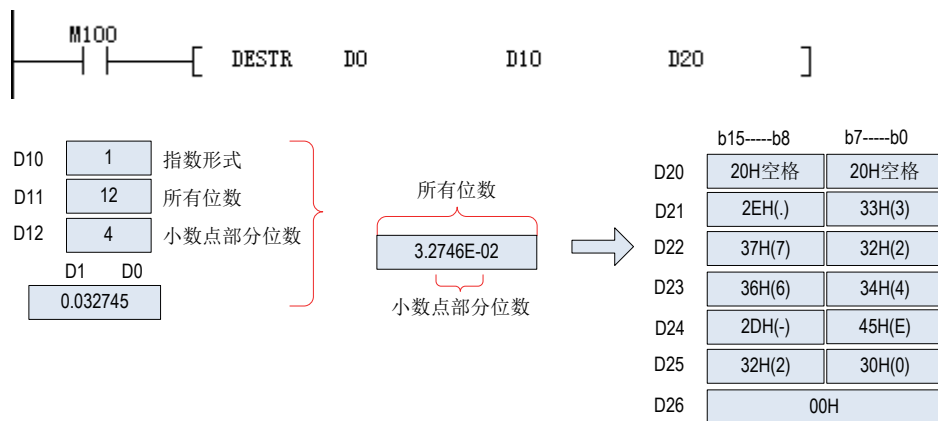 M100
[ DESTR D0 D10 D20 ]
D10 1 指数形式
D11 12 所有位数
D12 4 小数点部分位数
D1 D0
0.032745
所有位数
3.2746E-02
小数点部分位数
b15-----b8 b7-----b0
D20 20H空格 20H空格
D21 2EH(.) 33H(3)
D22 37H(7) 32H(2)
D23 36H(6) 34H(4)
D24 2DH(-) 45H(E)
D25 32H(2) 30H(0)
D26 00H